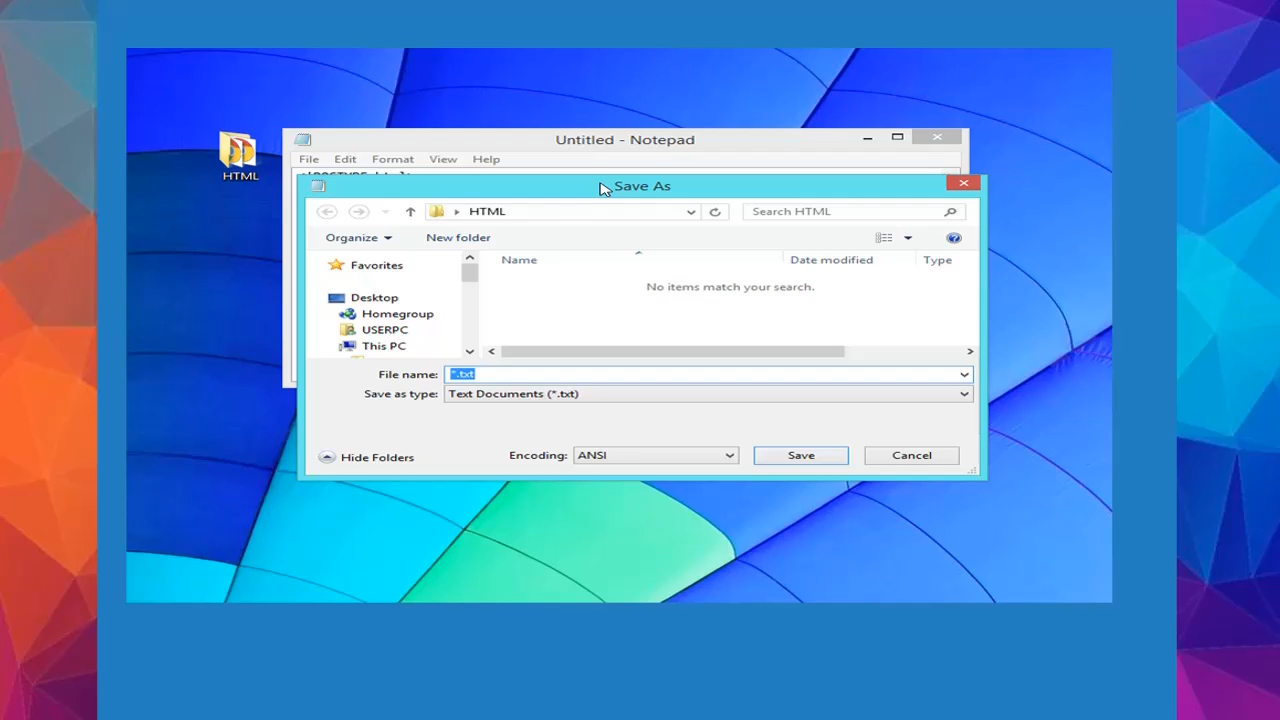 Untitled - Notepad
File Edit Format View Help
HTML
Save As
HTML
Search HTML
Organize New folder
Name Date modified Type
Favorites
No items match your search.
Desktop
Homegroup
USERPC
This PC
File name: *.txt
Save as type: Text Documents (*.txt)
Hide Folders Encoding: ANSI Save Cancel